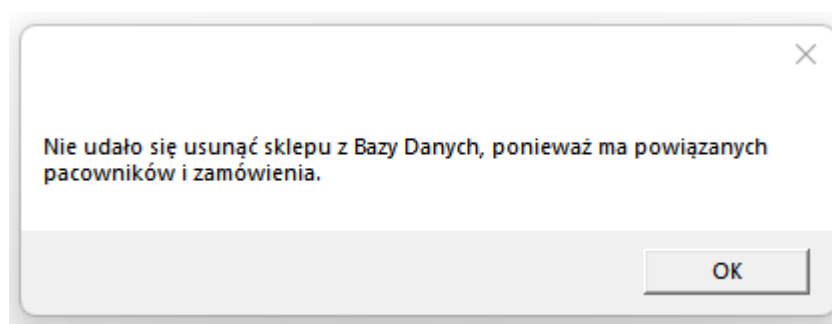 Nie udało się usunąć sklepu z Bazy Danych, ponieważ ma powiązanych
pacowników i zamówienia.
OK